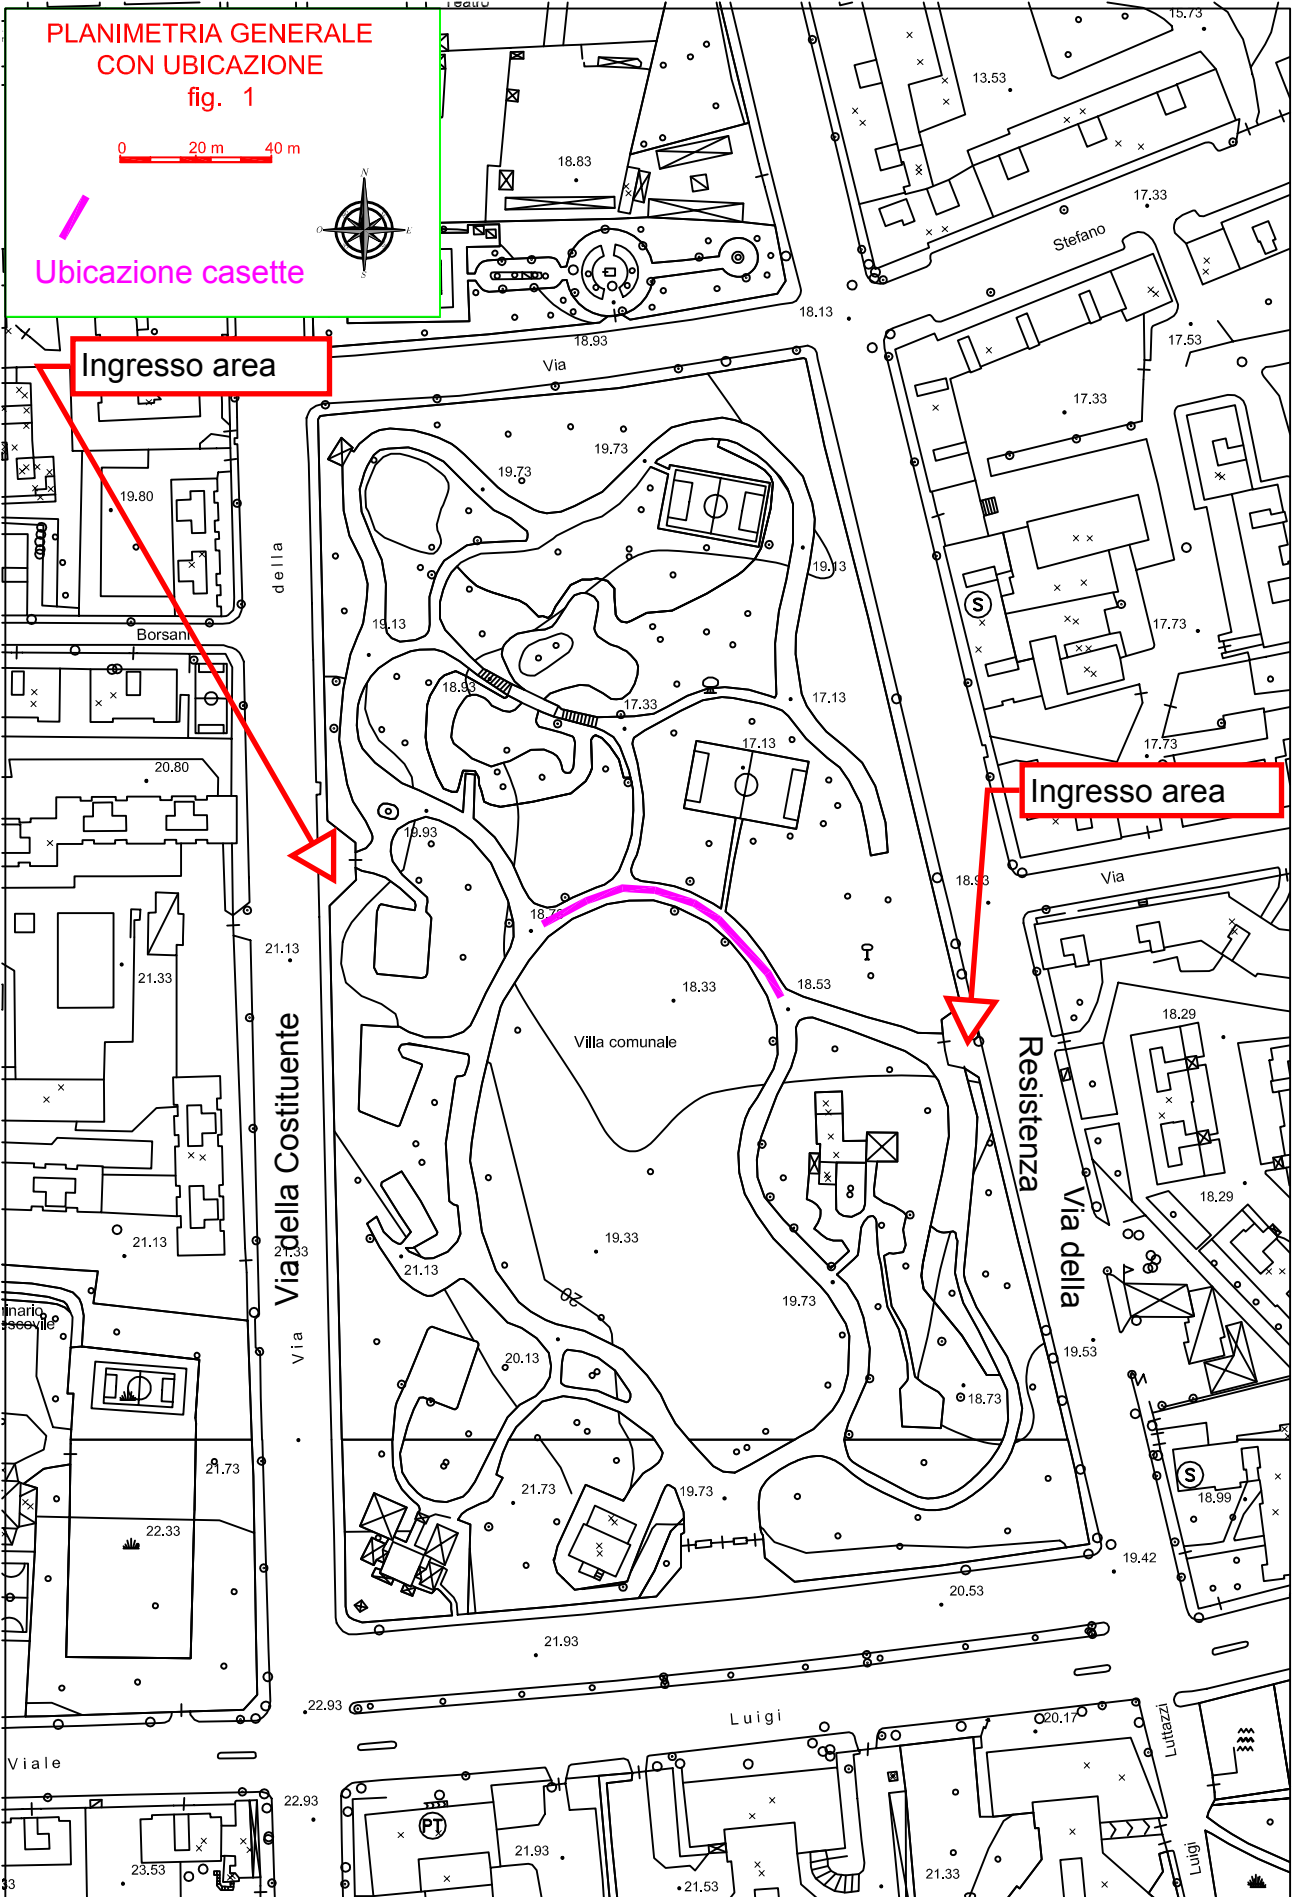 Teatro
PLANIMETRIA GENERALE
CON UBICAZIONE
fig. 1
0 20 m 40 m
N
O E
S
Ubicazione casette
15.73
13.53
18.83
17.33
Stefano
18.13
18.93
Via
17.53
Ingresso area
17.33
19.73
19.73
19.80
della
19.13
S
19.13
17.73
Borsani
18.93
17.33
17.13
17.13
17.73
20.80
Ingresso area
19.93
18.93
Via
18.73
21.13
21.33
18.33
18.53
18.29
Villa comunale
Via della Costituente
Resistenza
Via della
18.29
21.13
21.33
19.33
21.13
20
19.73
inario
scovile
Via
20.13
19.53
18.73
21.73
21.73
19.73
S
18.99
22.33
19.42
20.53
21.93
22.93
Luigi
20.17
Luttazzi
Viale
22.93
PT
21.93
Luigi
23.53
21.53
21.33
33